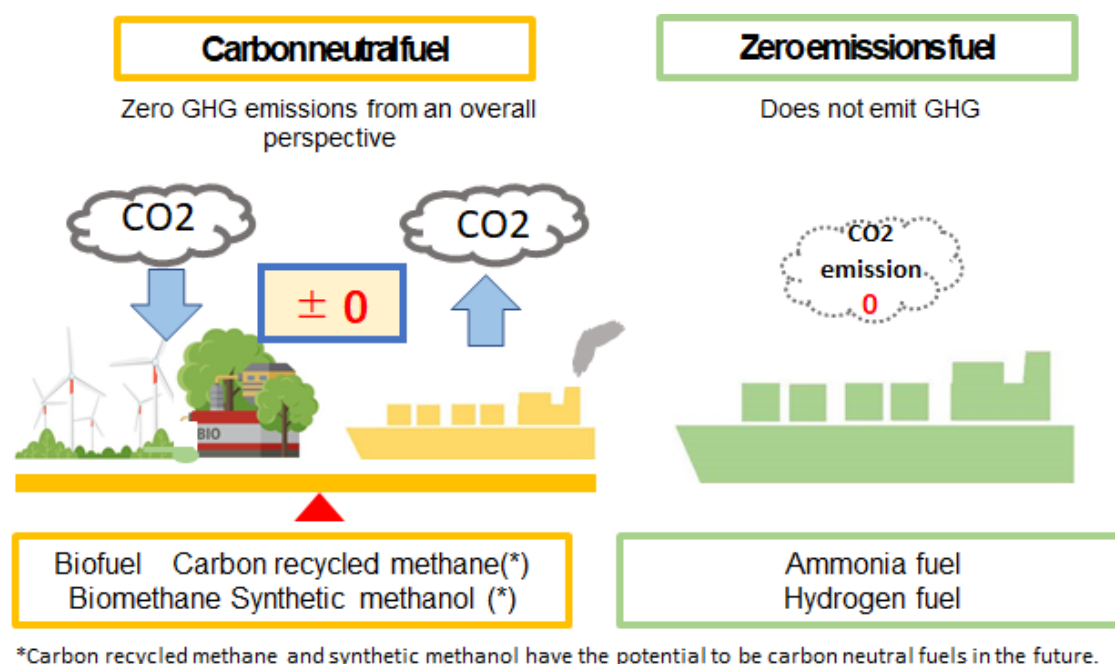 Carbon neutral fuel
Zero GHG emissions from an overall
perspective
CO2
CO2
± 0
BIO
Biofuel Carbon recycled methane(*)
Biomethane Synthetic methanol (*)
Zero emissions fuel
Does not emit GHG
CO2
emission
0
Ammonia fuel
Hydrogen fuel
*Carbon recycled methane and synthetic methanol have the potential to be carbon neutral fuels in the future.